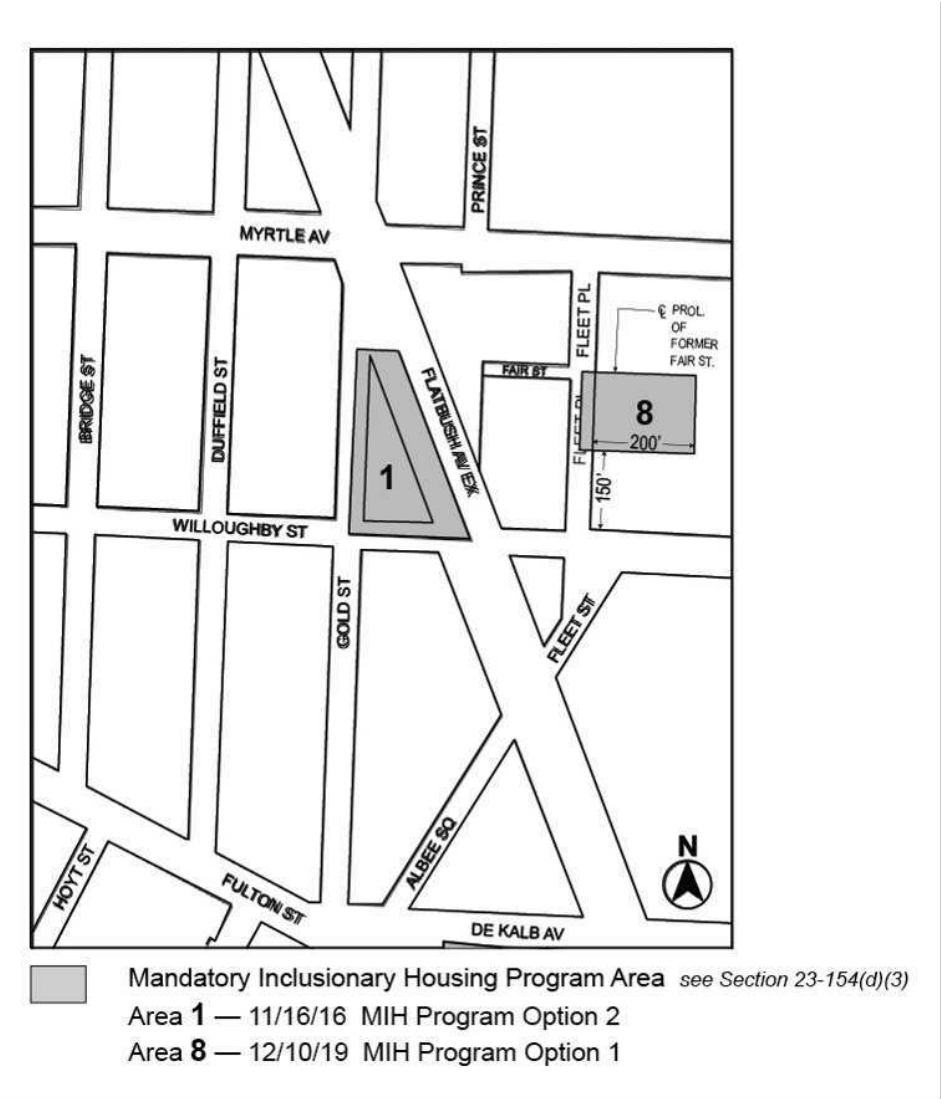 PRINCE ST
MYRTLE AV
FLEET PL
℄ PROL.
OF
FORMER
FAIR ST.
FAIR ST
BRIDGE ST
DUFFIELD ST
FLATBUSH AV EX
FLEET PL
8
200'
1
150'
WILLOUGHBY ST
GOLD ST
FLEET ST
ALBEE SQ
HOYT ST
FULTON ST
N
DE KALB AV
Mandatory Inclusionary Housing Program Area see Section 23-154(d)(3)
Area 1 — 11/16/16 MIH Program Option 2
Area 8 — 12/10/19 MIH Program Option 1